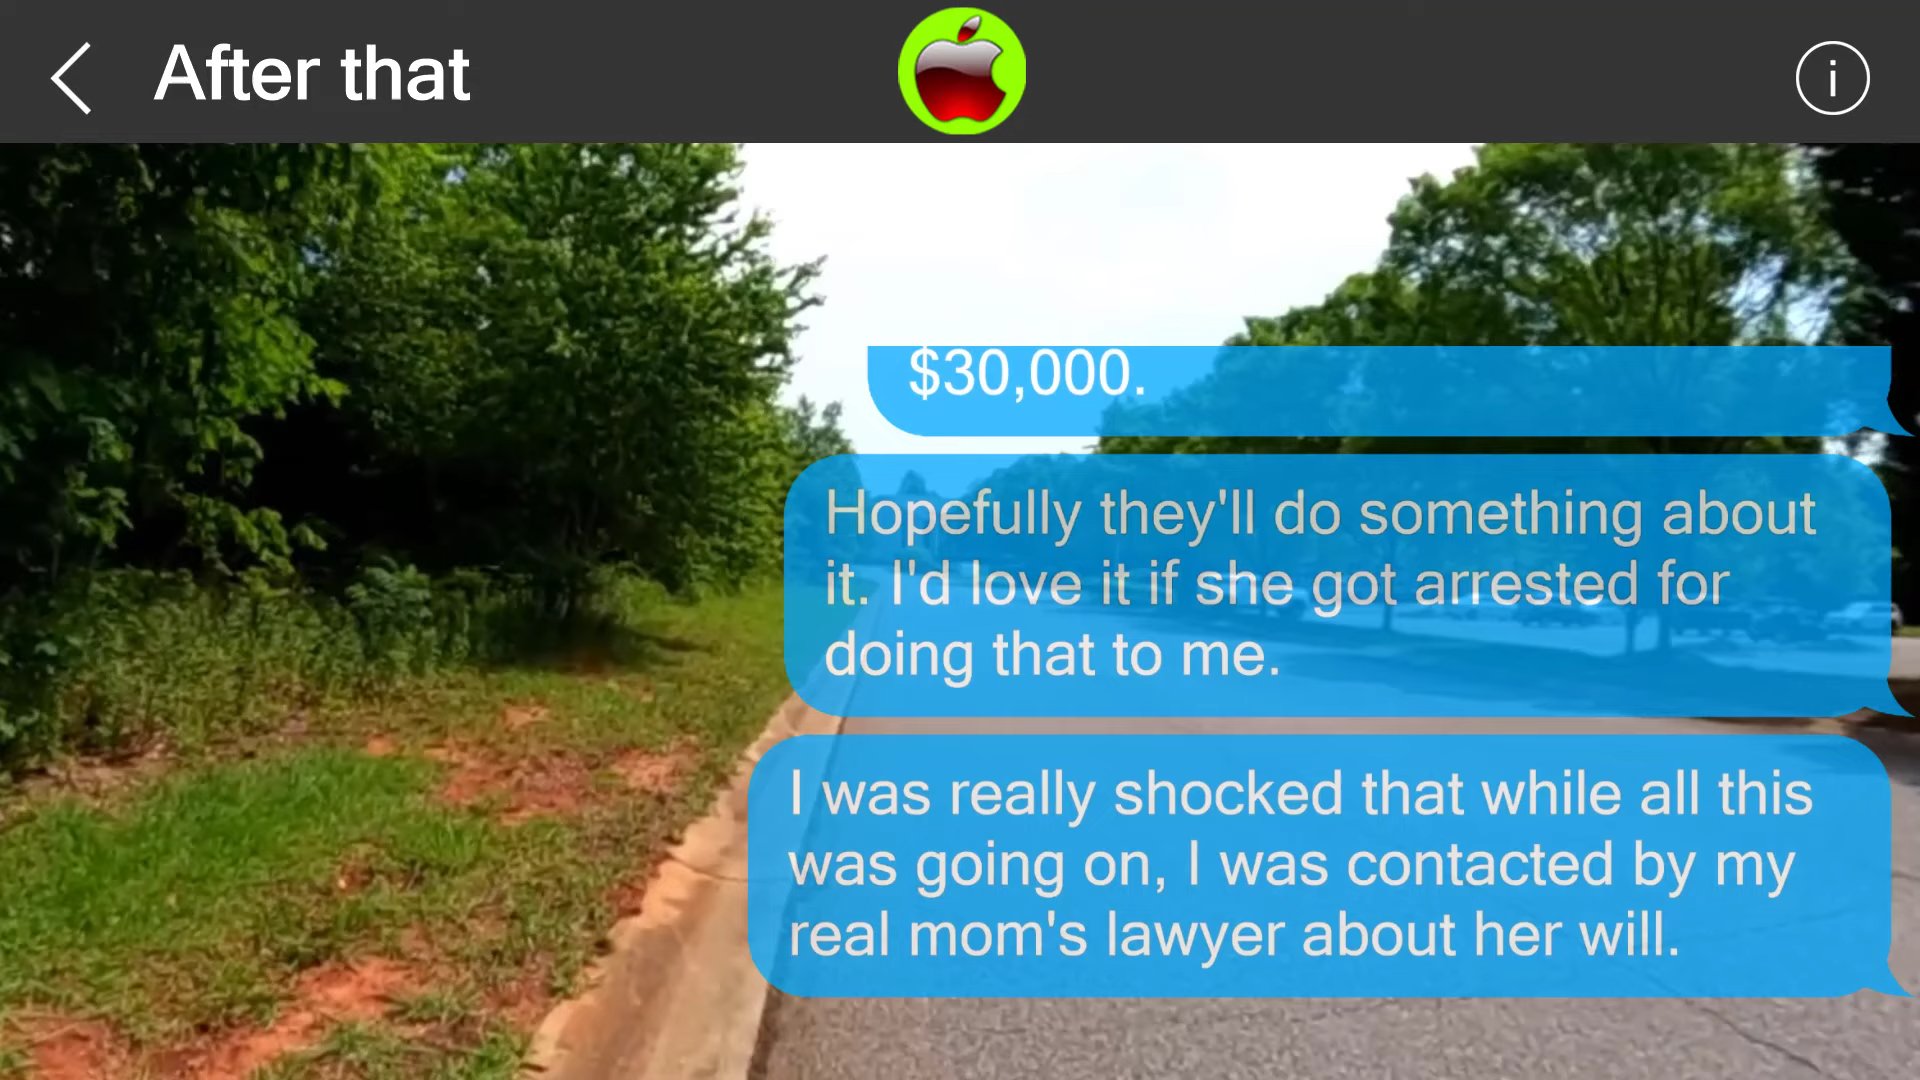 After that
$30,000.
Hopefully they'll do something about
it. I'd love it if she got arrested for
doing that to me.
I was really shocked that while all this
was going on, I was contacted by my
real mom's lawyer about her will.